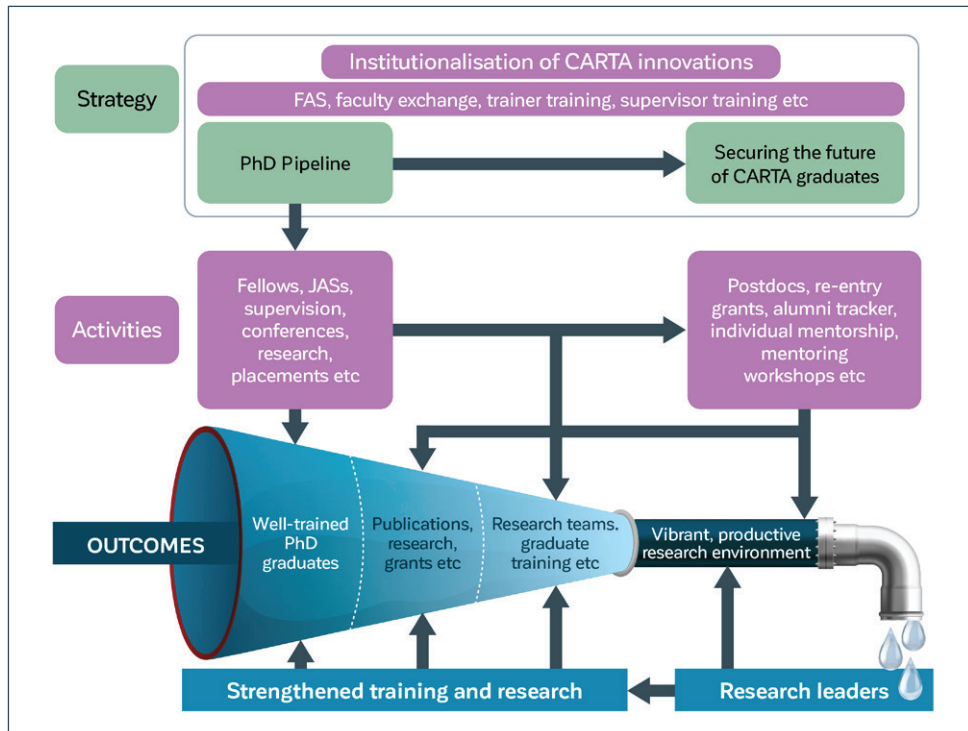 Institutionalisation of CARTA innovations
Strategy
FAS, faculty exchange, trainer training, supervisor training etc
PhD Pipeline
Securing the future
of CARTA graduates
Activities
Fellows, JASs,
supervision,
conferences,
research,
placements etc
Postdocs, re-entry
grants, alumni tracker,
individual mentorship,
mentoring
workshops etc
OUTCOMES
Well-trained
PhD
graduates
Publications,
research,
grants etc
Research teams.
graduate
training etc
Vibrant, productive
research environment
Strengthened training and research
Research leaders